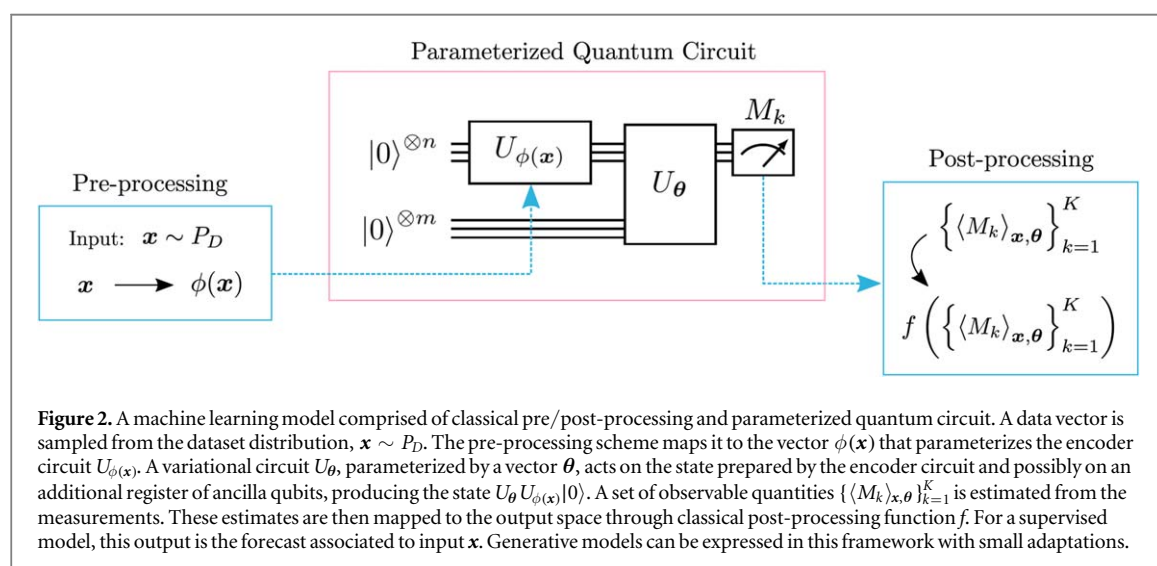 Parameterized Quantum Circuit
Pre-processing
Input: x ∼ P_D
x ⟶ ϕ(x)
|0⟩^{⊗n}
U_{ϕ(x)}
|0⟩^{⊗m}
U_θ
M_k
Post-processing
{⟨M_k⟩_{x,θ}}_{k=1}^K
f({⟨M_k⟩_{x,θ}}_{k=1}^K)
Figure 2. A machine learning model comprised of classical pre/post-processing and parameterized quantum circuit. A data vector is
sampled from the dataset distribution, x ∼ P_D. The pre-processing scheme maps it to the vector ϕ(x) that parameterizes the encoder
circuit U_{ϕ(x)}. A variational circuit U_θ, parameterized by a vector θ, acts on the state prepared by the encoder circuit and possibly on an
additional register of ancilla qubits, producing the state U_θ U_{ϕ(x)}|0⟩. A set of observable quantities {⟨M_k⟩_{x,θ}}_{k=1}^K is estimated from the
measurements. These estimates are then mapped to the output space through classical post-processing function f. For a supervised
model, this output is the forecast associated to input x. Generative models can be expressed in this framework with small adaptations.